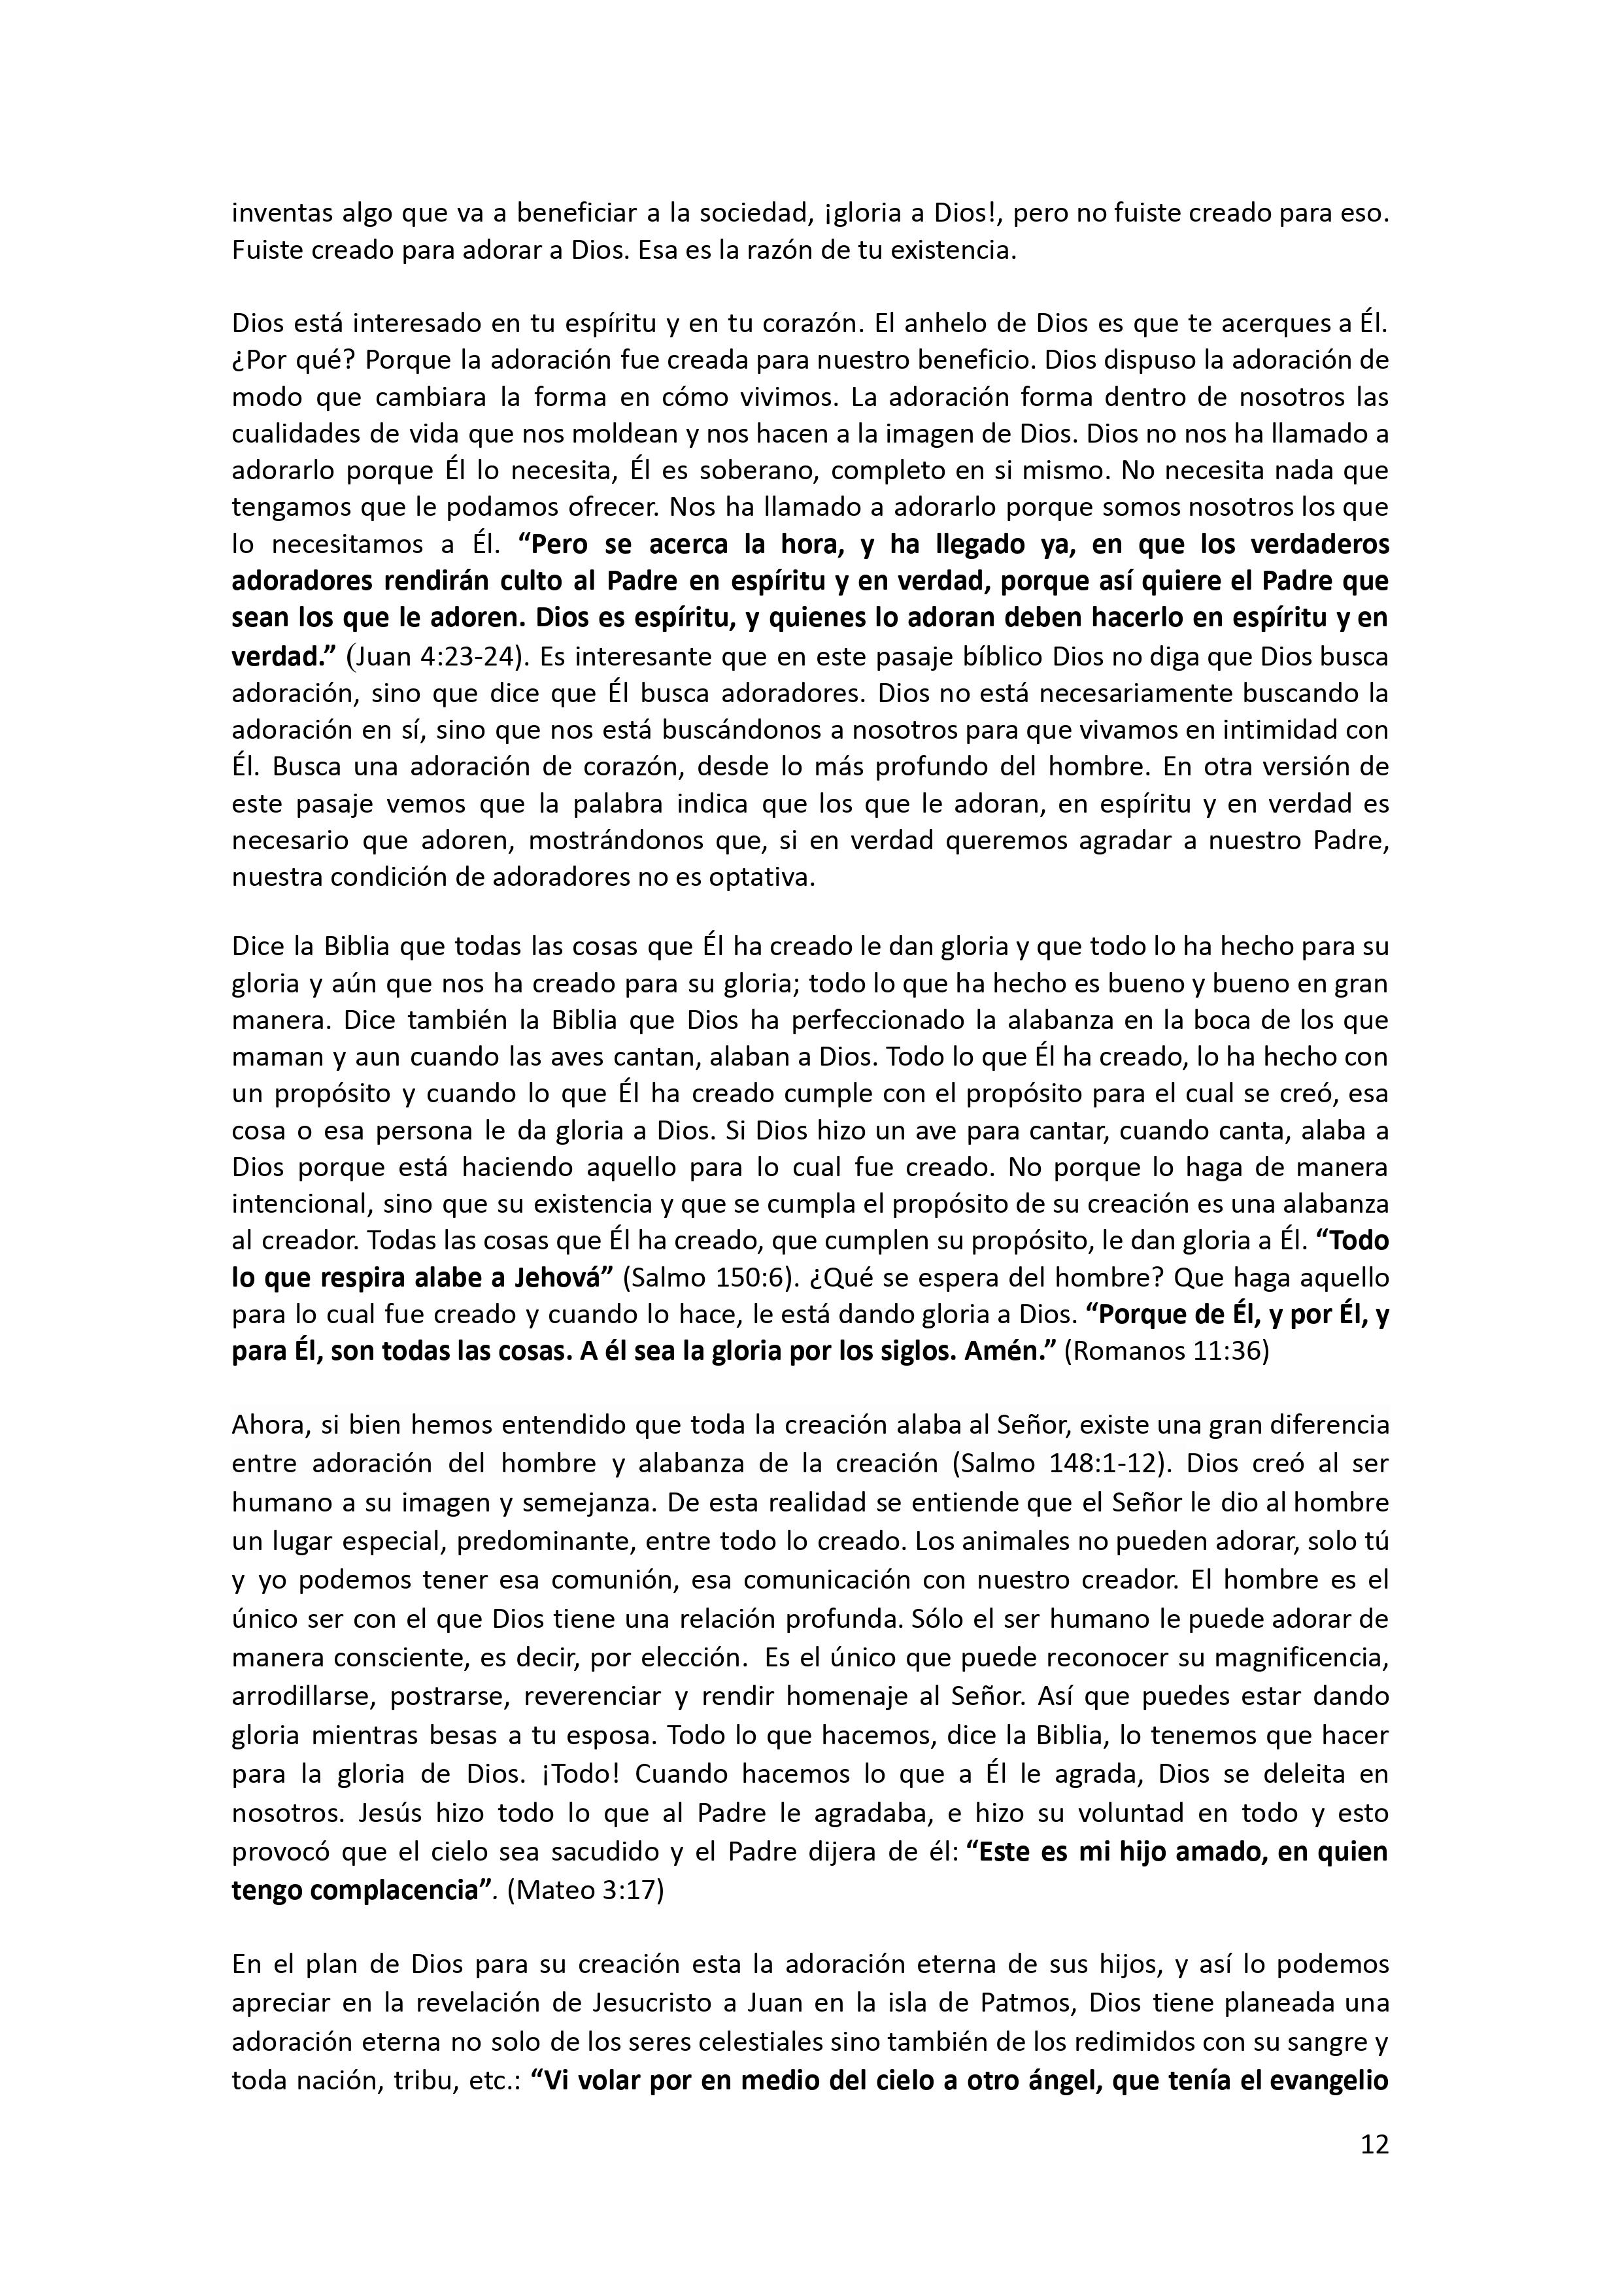 inventas algo que va a beneficiar a la sociedad, ¡gloria a Dios!, pero no fuiste creado para eso.
Fuiste creado para adorar a Dios. Esa es la razón de tu existencia.
Dios está interesado en tu espíritu y en tu corazón. El anhelo de Dios es que te acerques a Él.
¿Por qué? Porque la adoración fue creada para nuestro beneficio. Dios dispuso la adoración de
modo que cambiara la forma en cómo vivimos. La adoración forma dentro de nosotros las
cualidades de vida que nos moldean y nos hacen a la imagen de Dios. Dios no nos ha llamado a
adorarlo porque Él lo necesita, Él es soberano, completo en si mismo. No necesita nada que
tengamos que le podamos ofrecer. Nos ha llamado a adorarlo porque somos nosotros los que
lo necesitamos a Él. “Pero se acerca la hora, y ha llegado ya, en que los verdaderos
adoradores rendirán culto al Padre en espíritu y en verdad, porque así quiere el Padre que
sean los que le adoren. Dios es espíritu, y quienes lo adoran deben hacerlo en espíritu y en
verdad.” (Juan 4:23-24). Es interesante que en este pasaje bíblico Dios no diga que Dios busca
adoración, sino que dice que Él busca adoradores. Dios no está necesariamente buscando la
adoración en sí, sino que nos está buscándonos a nosotros para que vivamos en intimidad con
Él. Busca una adoración de corazón, desde lo más profundo del hombre. En otra versión de
este pasaje vemos que la palabra indica que los que le adoran, en espíritu y en verdad es
necesario que adoren, mostrándonos que, si en verdad queremos agradar a nuestro Padre,
nuestra condición de adoradores no es optativa.
Dice la Biblia que todas las cosas que Él ha creado le dan gloria y que todo lo ha hecho para su
gloria y aún que nos ha creado para su gloria; todo lo que ha hecho es bueno y bueno en gran
manera. Dice también la Biblia que Dios ha perfeccionado la alabanza en la boca de los que
maman y aun cuando las aves cantan, alaban a Dios. Todo lo que Él ha creado, lo ha hecho con
un propósito y cuando lo que Él ha creado cumple con el propósito para el cual se creó, esa
cosa o esa persona le da gloria a Dios. Si Dios hizo un ave para cantar, cuando canta, alaba a
Dios porque está haciendo aquello para lo cual fue creado. No porque lo haga de manera
intencional, sino que su existencia y que se cumpla el propósito de su creación es una alabanza
al creador. Todas las cosas que Él ha creado, que cumplen su propósito, le dan gloria a Él. “Todo
lo que respira alabe a Jehová” (Salmo 150:6). ¿Qué se espera del hombre? Que haga aquello
para lo cual fue creado y cuando lo hace, le está dando gloria a Dios. “Porque de Él, y por Él, y
para Él, son todas las cosas. A él sea la gloria por los siglos. Amén.” (Romanos 11:36)
Ahora, si bien hemos entendido que toda la creación alaba al Señor, existe una gran diferencia
entre adoración del hombre y alabanza de la creación (Salmo 148:1-12). Dios creó al ser
humano a su imagen y semejanza. De esta realidad se entiende que el Señor le dio al hombre
un lugar especial, predominante, entre todo lo creado. Los animales no pueden adorar, solo tú
y yo podemos tener esa comunión, esa comunicación con nuestro creador. El hombre es el
único ser con el que Dios tiene una relación profunda. Sólo el ser humano le puede adorar de
manera consciente, es decir, por elección. Es el único que puede reconocer su magnificencia,
arrodillarse, postrarse, reverenciar y rendir homenaje al Señor. Así que puedes estar dando
gloria mientras besas a tu esposa. Todo lo que hacemos, dice la Biblia, lo tenemos que hacer
para la gloria de Dios. ¡Todo! Cuando hacemos lo que a Él le agrada, Dios se deleita en
nosotros. Jesús hizo todo lo que al Padre le agradaba, e hizo su voluntad en todo y esto
provocó que el cielo sea sacudido y el Padre dijera de él: “Este es mi hijo amado, en quien
tengo complacencia”. (Mateo 3:17)
En el plan de Dios para su creación esta la adoración eterna de sus hijos, y así lo podemos
apreciar en la revelación de Jesucristo a Juan en la isla de Patmos, Dios tiene planeada una
adoración eterna no solo de los seres celestiales sino también de los redimidos con su sangre y
toda nación, tribu, etc.: “Vi volar por en medio del cielo a otro ángel, que tenía el evangelio
12